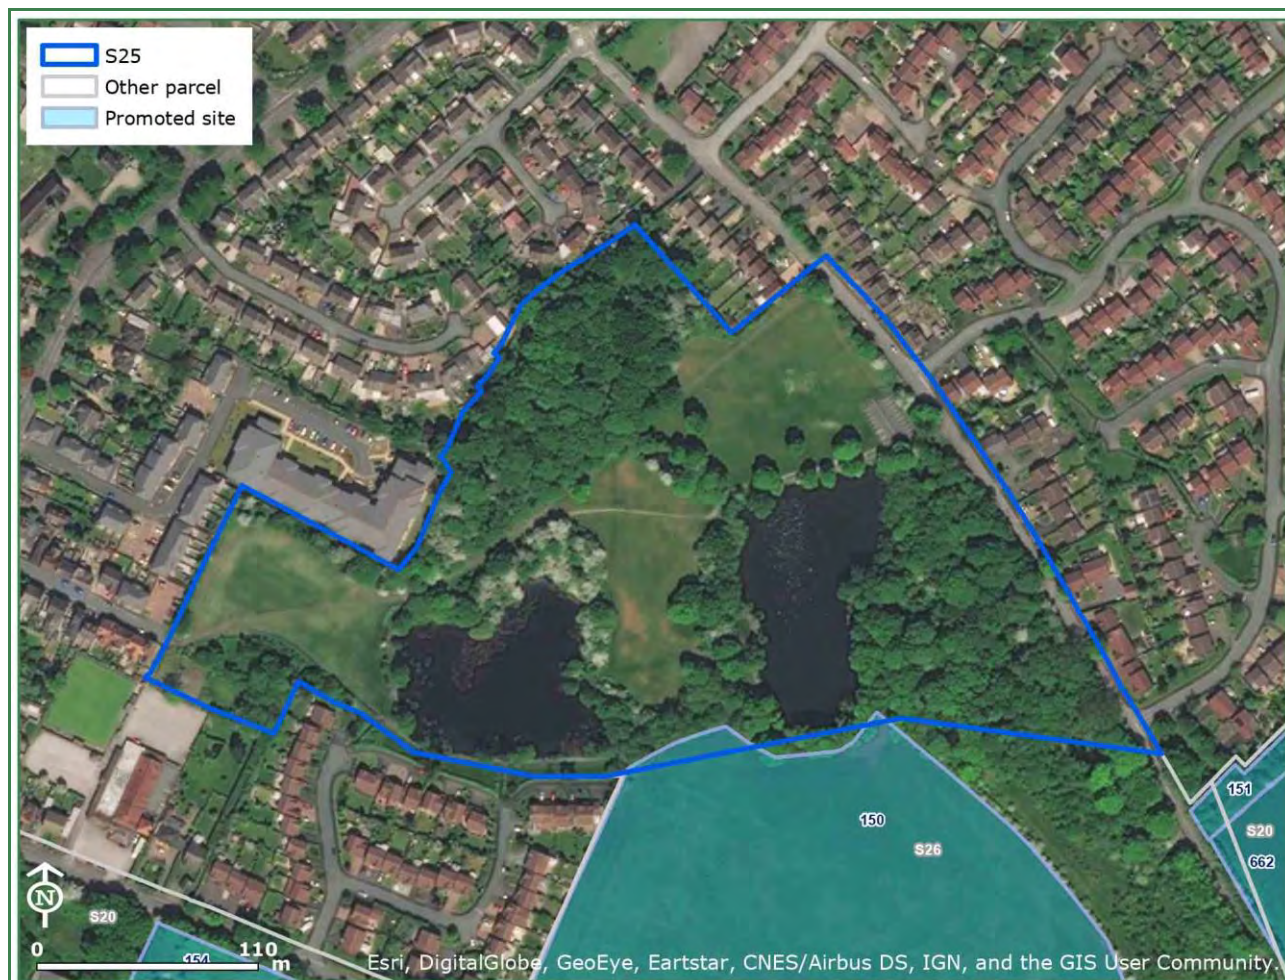 S25
Other parcel
Promoted site
151
150
S26
S20
662
S20
N
154
0 110
m
Esri, DigitalGlobe, GeoEye, Eartstar, CNES/Airbus DS, IGN, and the GIS User Community